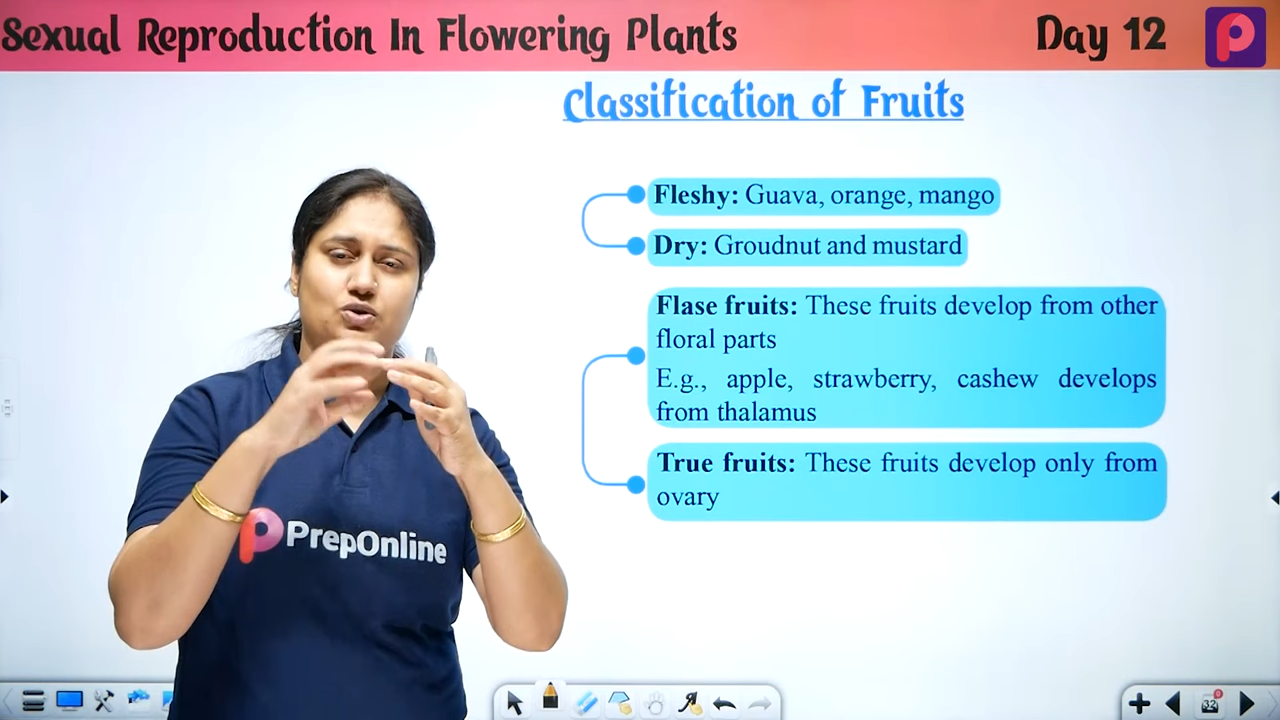 Sexual Reproduction In Flowering Plants
Day 12
Classification of Fruits
Fleshy: Guava, orange, mango
Dry: Groudnut and mustard
Flase fruits: These fruits develop from other
floral parts
E.g., apple, strawberry, cashew develops
from thalamus
True fruits: These fruits develop only from
ovary
PrepOnline
32